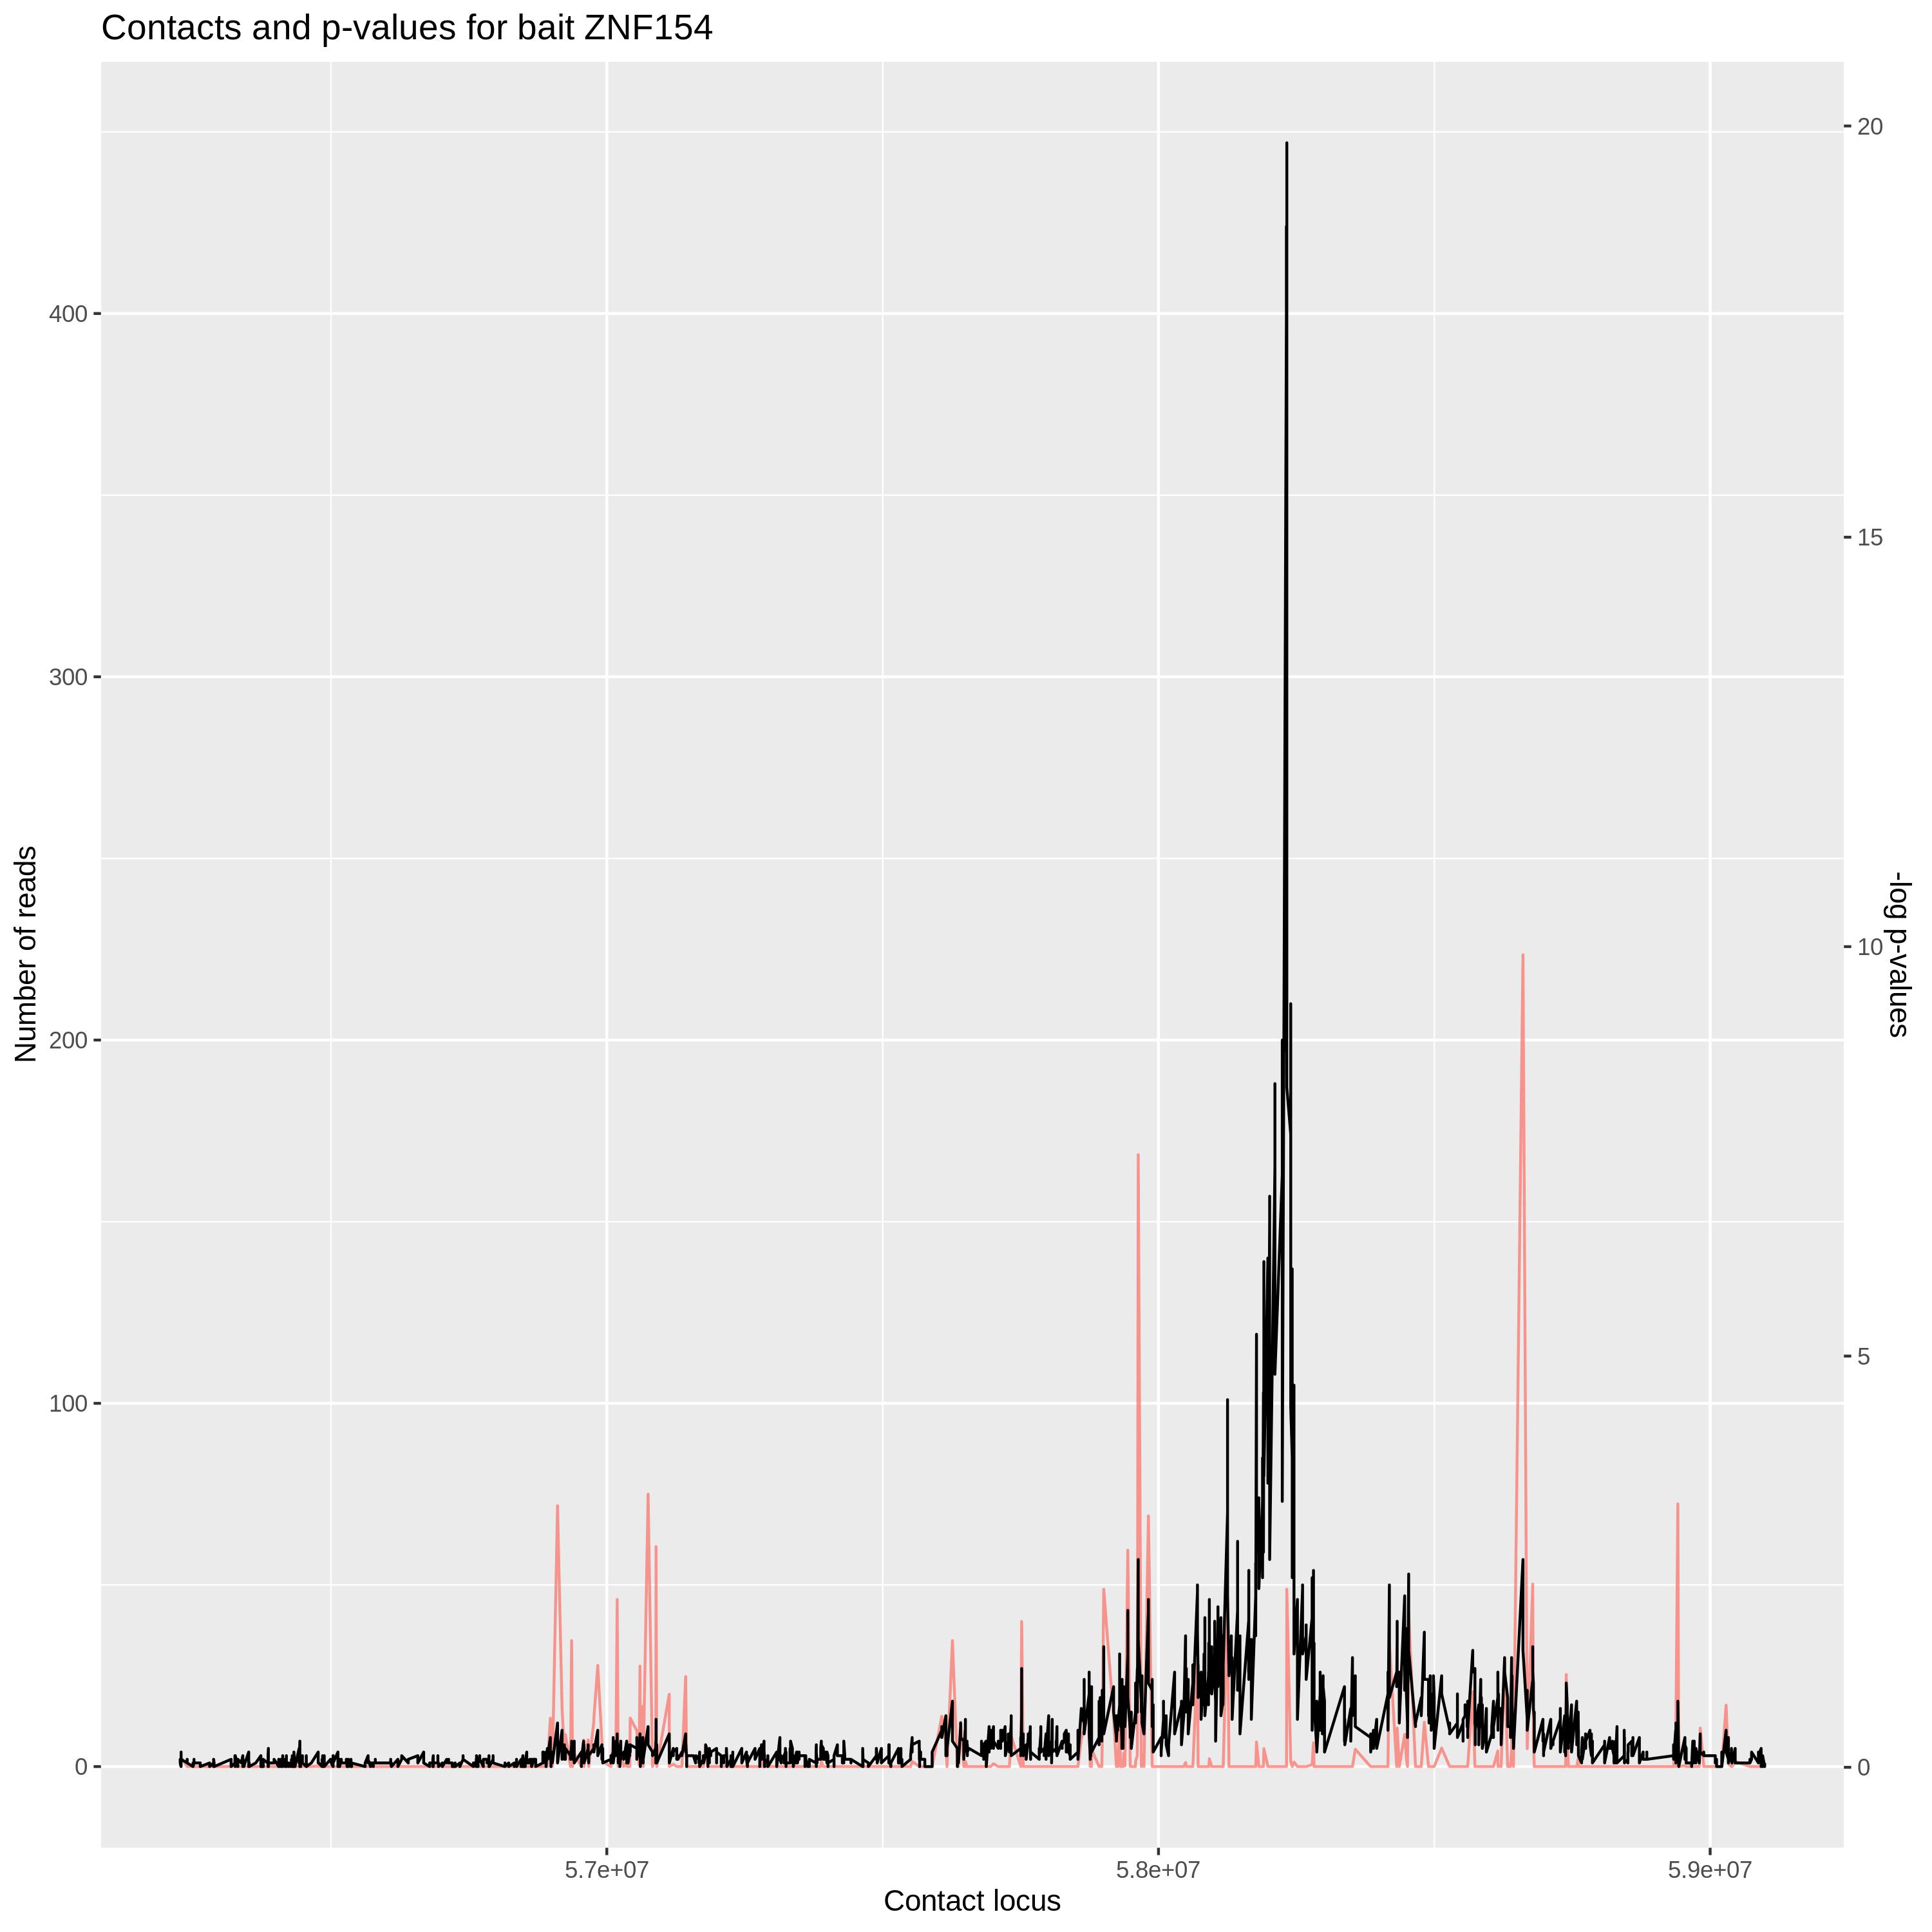 Contacts and p-values for bait ZNF154
Number of reads
400
300
200
100
0
20
15
10
5
0
-log p-values
5.7e+07
5.8e+07
5.9e+07
Contact locus